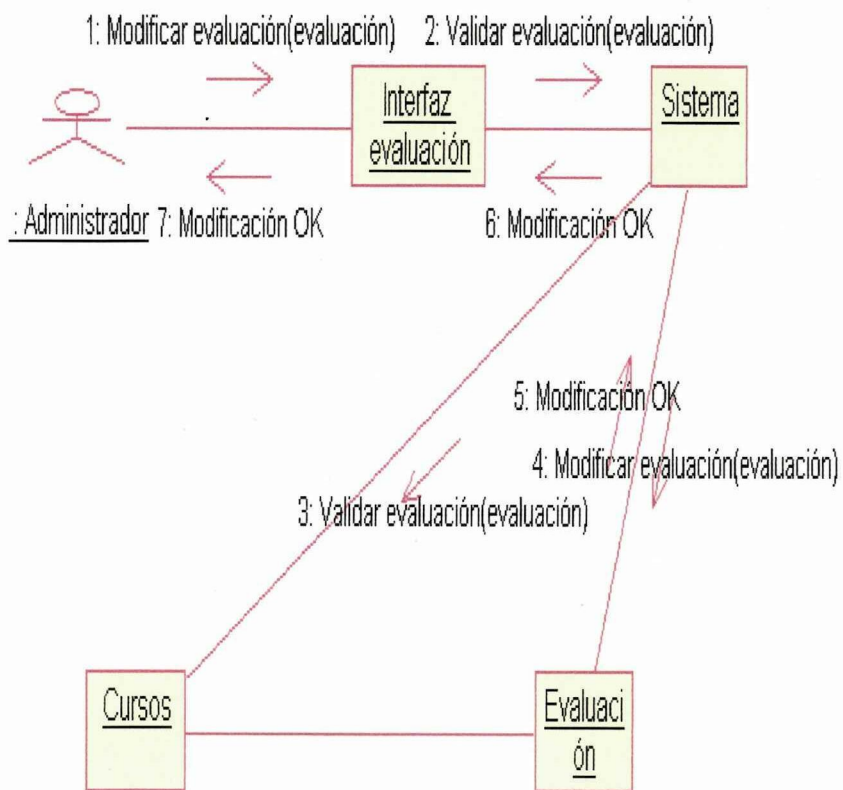 1: Modificar evaluación(evaluación)
2: Validar evaluación(evaluación)
Interfaz
evaluación
Sistema
: Administrador
7: Modificación OK
6: Modificación OK
5: Modificación OK
4: Modificar evaluación(evaluación)
3: Validar evaluación(evaluación)
Cursos
Evaluaci
ón